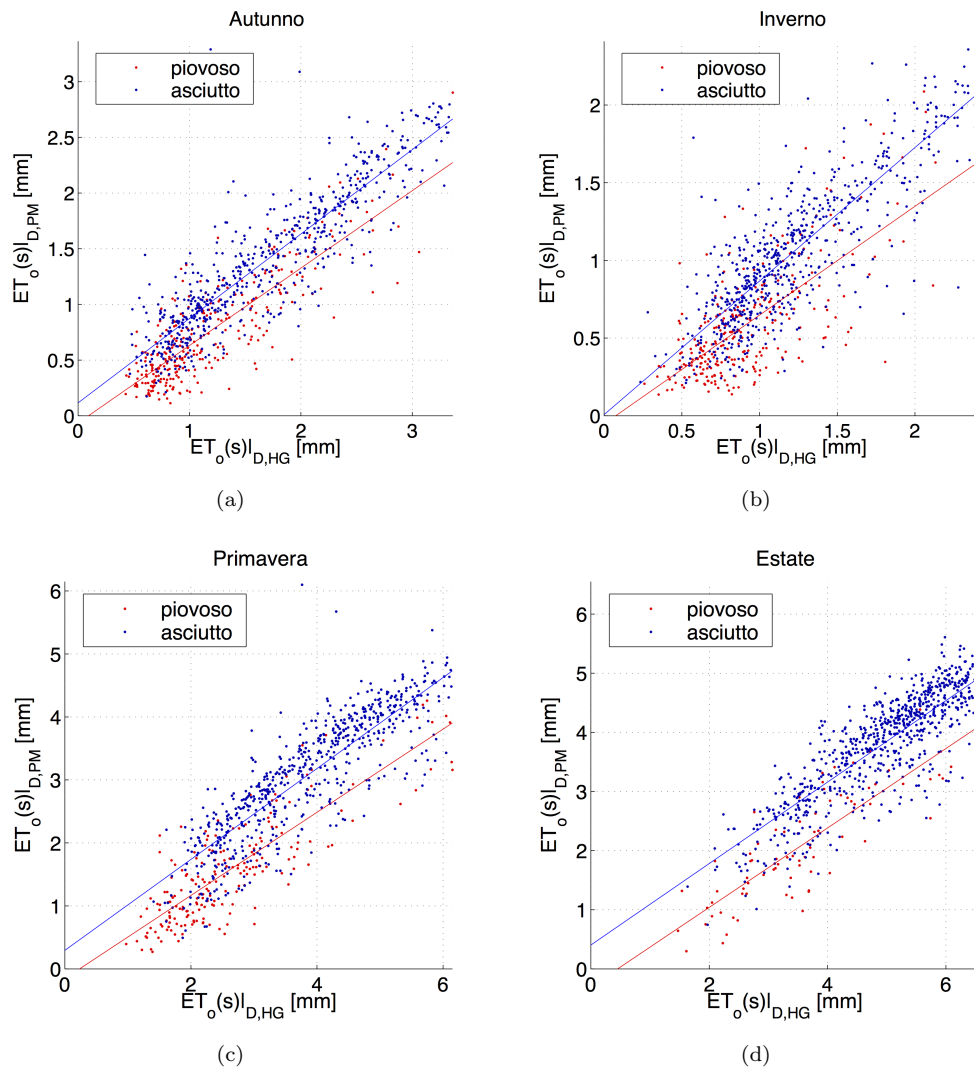 Autunno
piovoso
asciutto
ET_o(s)|_D,PM [mm]
3
2.5
2
1.5
1
0.5
0
0 1 2 3
ET_o(s)|_D,HG [mm]
(a)
Inverno
piovoso
asciutto
ET_o(s)|_D,PM [mm]
2
1.5
1
0.5
0
0 0.5 1 1.5 2
ET_o(s)|_D,HG [mm]
(b)
Primavera
piovoso
asciutto
ET_o(s)|_D,PM [mm]
6
5
4
3
2
1
0
0 2 4 6
ET_o(s)|_D,HG [mm]
(c)
Estate
piovoso
asciutto
ET_o(s)|_D,PM [mm]
6
5
4
3
2
1
0
0 2 4 6
ET_o(s)|_D,HG [mm]
(d)